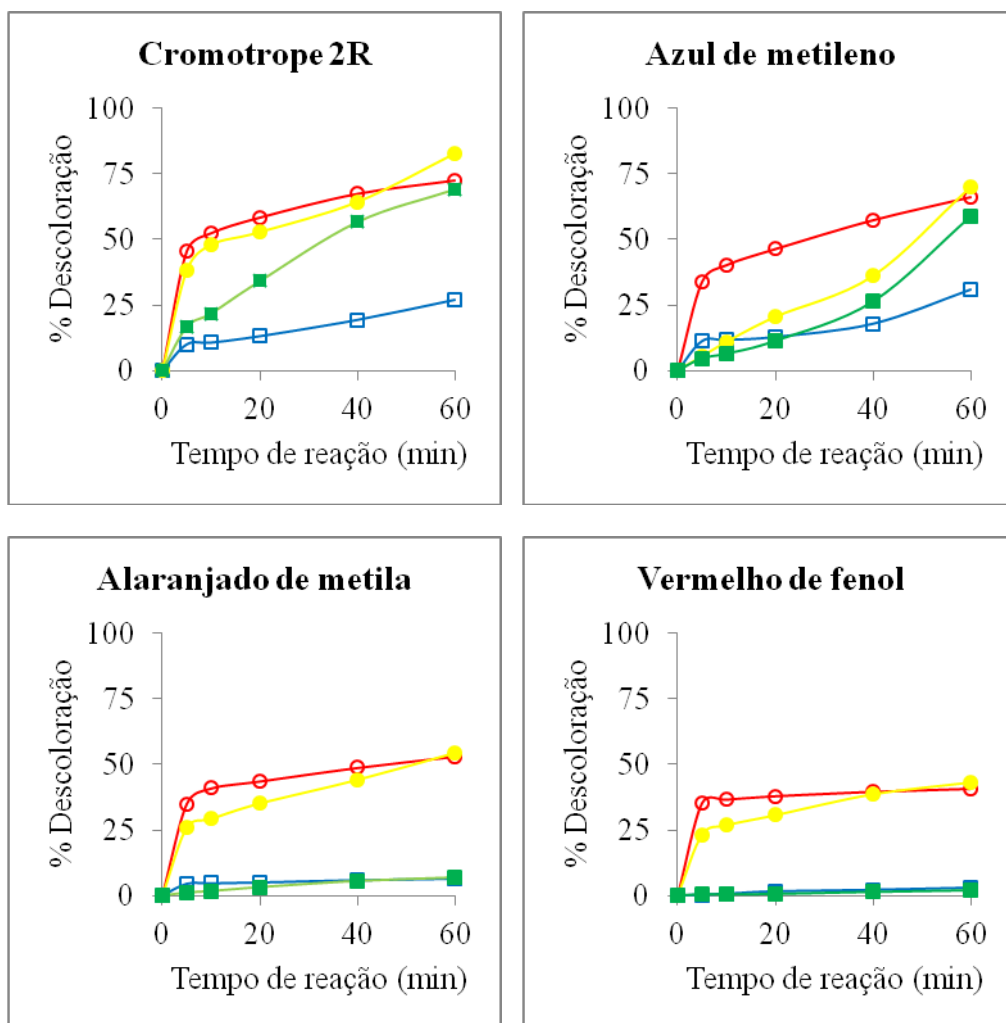 Cromotrope 2R
100
75
50
25
0
% Descoloração
0 20 40 60
Tempo de reação (min)
Azul de metileno
100
75
50
25
0
% Descoloração
0 20 40 60
Tempo de reação (min)
Alaranjado de metila
100
75
50
25
0
% Descoloração
0 20 40 60
Tempo de reação (min)
Vermelho de fenol
100
75
50
25
0
% Descoloração
0 20 40 60
Tempo de reação (min)